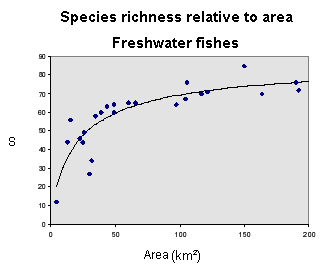 Species richness relative to area
Freshwater fishes
90
80
70
60
50
40
30
20
10
0
S
0 50 100 150 200
Area (km²)